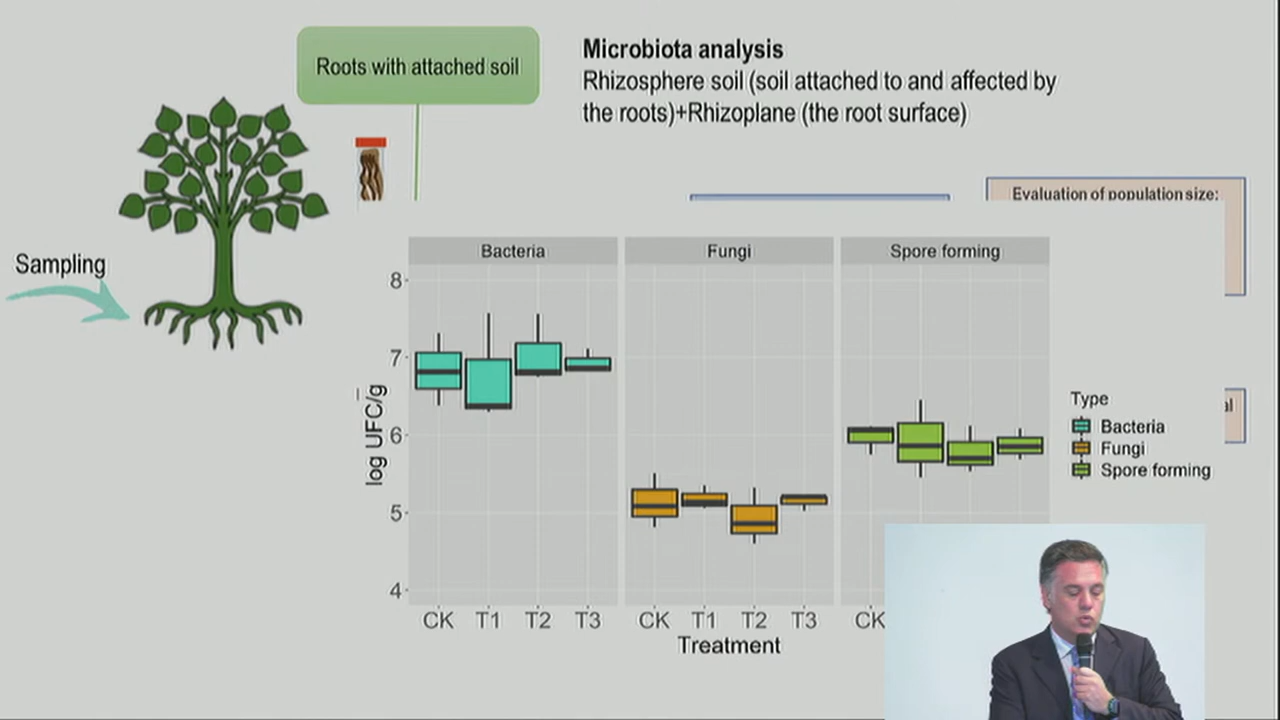 Roots with attached soil
Microbiota analysis
Rhizosphere soil (soil attached to and affected by
the roots)+Rhizoplane (the root surface)
Evaluation of population size:
Sampling
Bacteria
Fungi
Spore forming
8
7
6
5
4
log UFC/g
CK T1 T2 T3
CK T1 T2 T3
CK
Treatment
Type
Bacteria
Fungi
Spore forming